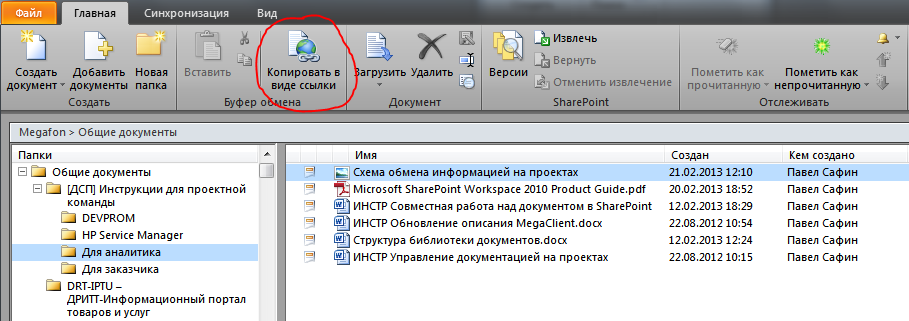 Файл Главная Синхронизация Вид
Создать документ
Добавить документы
Новая папка
Создать
Вставить
Копировать в виде ссылки
Буфер обмена
Загрузить
Удалить
Документ
Версии
Извлечь
Вернуть
Отменить извлечение
SharePoint
Пометить как прочитанную
Пометить как непрочитанную
Отслеживать
Megafon > Общие документы
Папки
Общие документы
[ДСП] Инструкции для проектной
команды
DEVPROM
HP Service Manager
Для аналитика
Для заказчика
DRT-IPTU –
ДРИТТ-Информационный портал
товаров и услуг
Имя Создан Кем создано
Схема обмена информацией на проектах 21.02.2013 12:10 Павел Сафин
Microsoft SharePoint Workspace 2010 Product Guide.pdf 20.02.2013 18:52 Павел Сафин
ИНСТР Совместная работа над документом в SharePoint 12.02.2013 18:29 Павел Сафин
ИНСТР Обновление описания MegaClient.docx 22.08.2012 10:54 Павел Сафин
Структура библиотеки документов.docx 12.02.2013 12:24 Павел Сафин
ИНСТР Управление документацией на проектах 22.08.2012 10:15 Павел Сафин